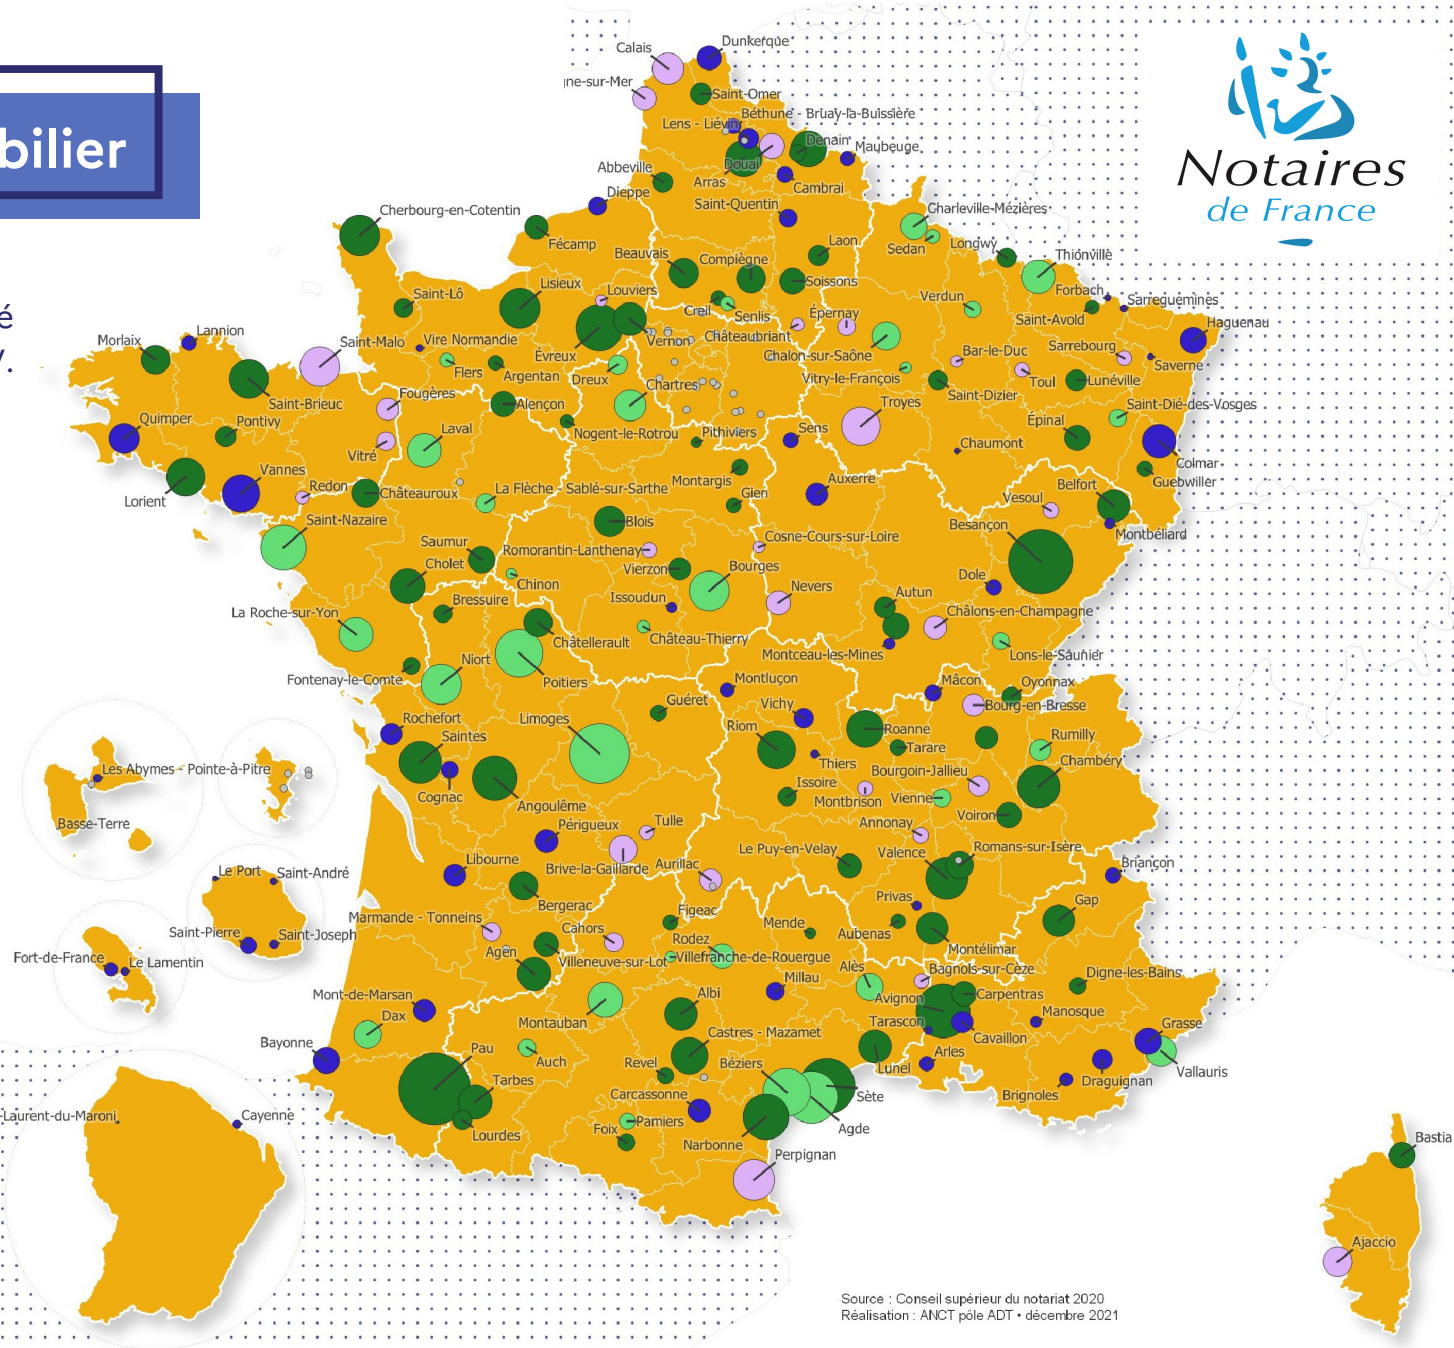 bilier
é
y.
Notaires
de France
Calais
Dunkerque
ne-sur-Mer
Saint-Omer
Béthune - Bruay-la-Buissière
Lens - Liévin
Denain
Maubeuge
Douai
Abbeville
Arras
Cambrai
Dieppe
Saint-Quentin
Cherbourg-en-Cotentin
Charleville-Mézières
Fécamp
Laon
Sedan
Longwy
Beauvais
Compiègne
Thionville
Lisieux
Soissons
Saint-Lô
Louviers
Verdun
Forbach
Sarreguemines
Creil
Senlis
Épernay
Saint-Avold
Haguenau
Morlaix
Lannion
Saint-Malo
Vire Normandie
Vernon
Châteaubriant
Sarrebourg
Évreux
Chalon-sur-Saône
Bar-le-Duc
Saverne
Flers
Argentan
Dreux
Chartres
Vitry-le-François
Toul
Lunéville
Saint-Brieuc
Fougères
Alençon
Troyes
Saint-Dizier
Saint-Dié-des-Vosges
Quimper
Pontivy
Laval
Nogent-le-Rotrou
Pithiviers
Sens
Épinal
Vitré
Chaumont
Colmar
Vannes
Montargis
Auxerre
Guebwiller
Lorient
Redon
Châteauroux
La Flèche - Sablé-sur-Sarthe
Gien
Belfort
Vesoul
Saint-Nazaire
Blois
Besançon
Montbéliard
Saumur
Romorantin-Lanthenay
Cosne-Cours-sur-Loire
Cholet
Vierzon
Bourges
Chinon
Dole
Bressuire
Issoudun
Nevers
Autun
La Roche-sur-Yon
Châtellerault
Château-Thierry
Châlons-en-Champagne
Montceau-les-Mines
Lons-le-Saunier
Niort
Fontenay-le-Comte
Poitiers
Montluçon
Mâcon
Oyonnax
Guéret
Vichy
Bourg-en-Bresse
Rochefort
Limoges
Riom
Saintes
Roanne
Rumilly
Tarare
Thiers
Chambéry
Les Abymes - Pointe-à-Pitre
Bourgoin-Jallieu
Issoire
Cognac
Angoulême
Montbrison
Vienne
Basse-Terre
Périgueux
Tulle
Annonay
Voiron
Le Puy-en-Velay
Valence
Romans-sur-Isère
Libourne
Brive-la-Gaillarde
Aurillac
Briançon
Le Port
Saint-André
Bergerac
Privas
Gap
Marmande - Tonneins
Figeac
Mende
Cahors
Aubenas
Saint-Pierre
Saint-Joseph
Rodez
Montélimar
Agen
Villeneuve-sur-Lot
Villefranche-de-Rouergue
Fort-de-France
Le Lamentin
Alès
Bagnols-sur-Cèze
Digne-les-Bains
Millau
Mont-de-Marsan
Albi
Avignon
Carpentras
Dax
Montauban
Manosque
Tarascon
Grasse
Castres - Mazamet
Cavaillon
Bayonne
Pau
Auch
Revel
Béziers
Arles
Lunel
Vallauris
Tarbes
Draguignan
Carcassonne
Sète
Brignoles
-Laurent-du-Maroni
Cayenne
Pamiers
Lourdes
Foix
Agde
Narbonne
Bastia
Perpignan
Ajaccio
Source : Conseil supérieur du notariat 2020
Réalisation : ANCT pôle ADT • décembre 2021